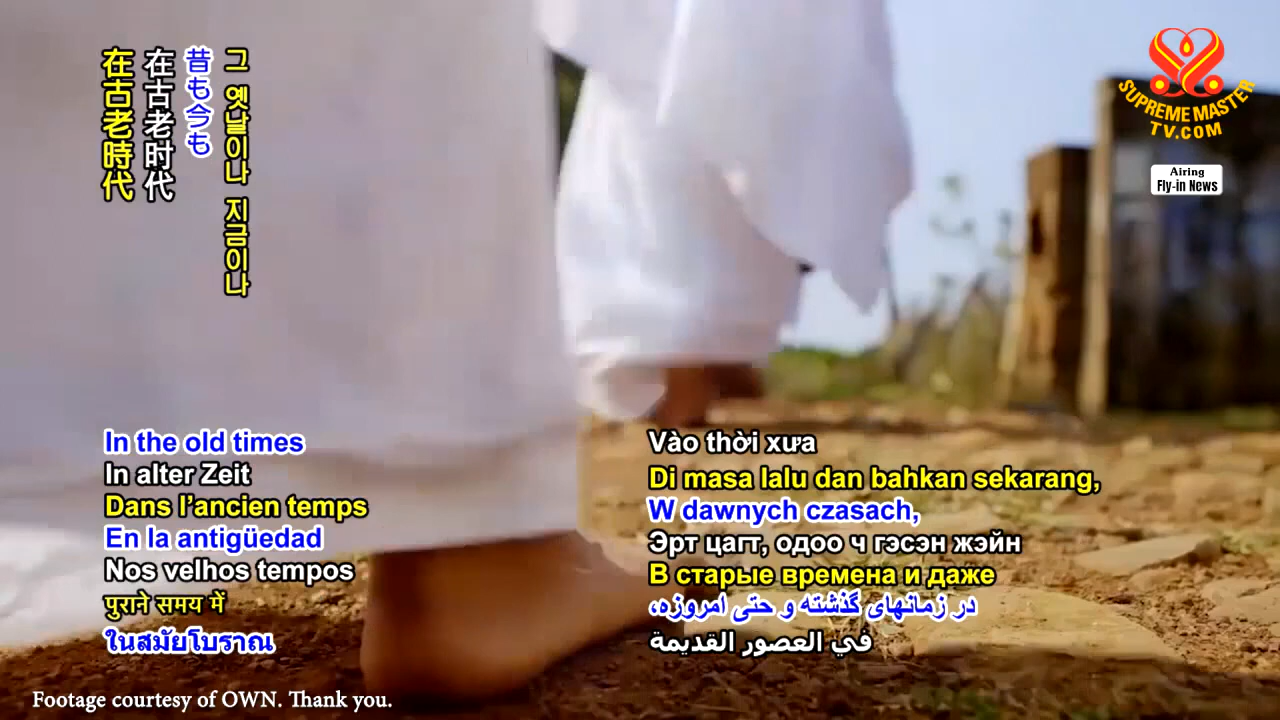 그 옛날이나 지금이나
昔も今も
在古老时代
在古老時代
SUPREME MASTER
TV.COM
Airing
Fly-in News
In the old times
In alter Zeit
Dans l’ancien temps
En la antigüedad
Nos velhos tempos
पुराने समय में
ในสมัยโบราณ
Vào thời xưa
Di masa lalu dan bahkan sekarang,
W dawnych czasach,
Эрт цагт, одоо ч гэсэн жэйн
В старые времена и даже
در زمانهای گذشته و حتی امروزه،
في العصور القديمة
Footage courtesy of OWN. Thank you.